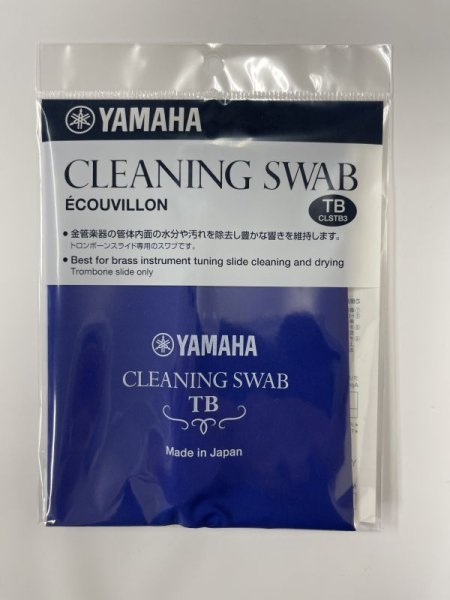 YAMAHA
CLEANING SWAB
ÉCOUVILLON
TB
CLSTB3
● 金管楽器の管体内面の水分や汚れを除去し豊かな響きを維持します。
トロンボーンスライド専用のスワブです。
● Best for brass instrument tuning slide cleaning and drying
Trombone slide only
YAMAHA
CLEANING SWAB
TB
Made in Japan